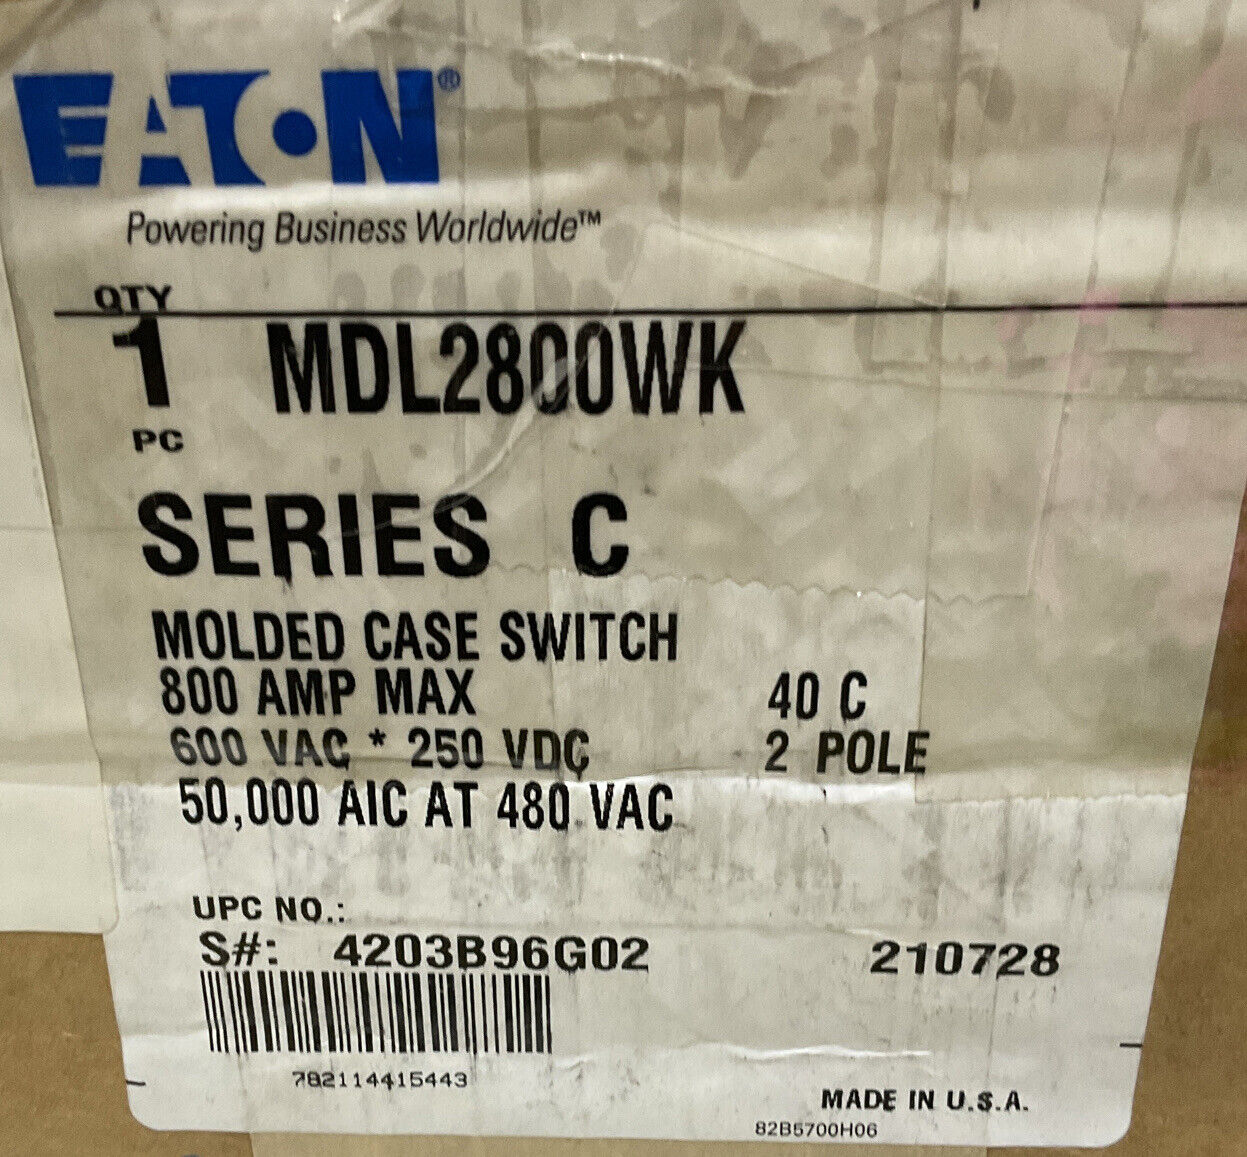 EATON®
Powering Business Worldwide™
QTY
1 MDL2800WK
PC
SERIES C
MOLDED CASE SWITCH
800 AMP MAX 40 C
600 VAC * 250 VDC 2 POLE
50,000 AIC AT 480 VAC
UPC NO.:
S#: 4203B96G02 210728
782114415443
MADE IN U.S.A.
82B5700H06